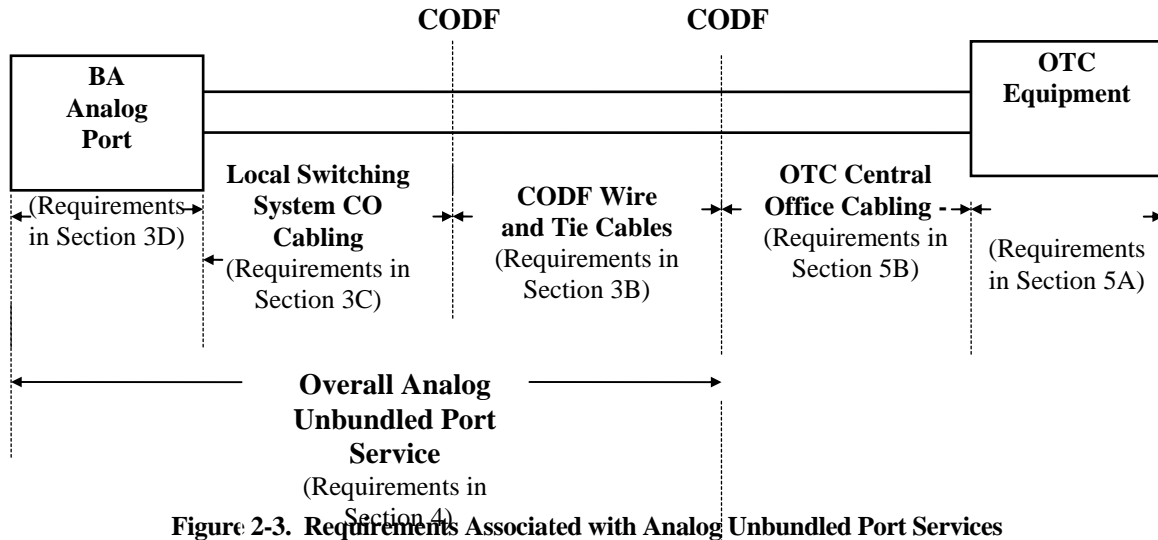 CODF
CODF
BA
Analog
Port
OTC
Equipment
(Requirements
in Section 3D)
Local Switching
System CO
Cabling
(Requirements in
Section 3C)
CODF Wire
and Tie Cables
(Requirements in
Section 3B)
OTC Central
Office Cabling -
(Requirements in
Section 5B)
(Requirements
in Section 5A)
Overall Analog
Unbundled Port
Service
(Requirements in
Section 4)
Figure 2-3. Requirements Associated with Analog Unbundled Port Services